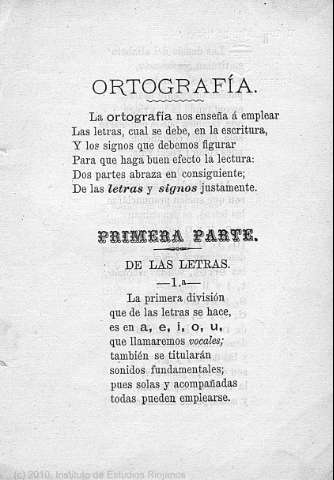 ORTOGRAFÍA.
La ortografía nos enseña á emplear
Las letras, cual se debe, en la escritura,
Y los signos que debemos figurar
Para que haga buen efecto la lectura:
Dos partes abraza en consiguiente;
De las letras y signos justamente.
PRIMERA PARTE.
DE LAS LETRAS.
—1.a—
La primera división
que de las letras se hace,
es en a, e, i, o, u,
que llamaremos vocales;
también se titularán
sonidos fundamentales;
pues solas y acompañadas
todas pueden emplearse.
(c) 2010, Instituto de Estudios Riojanos